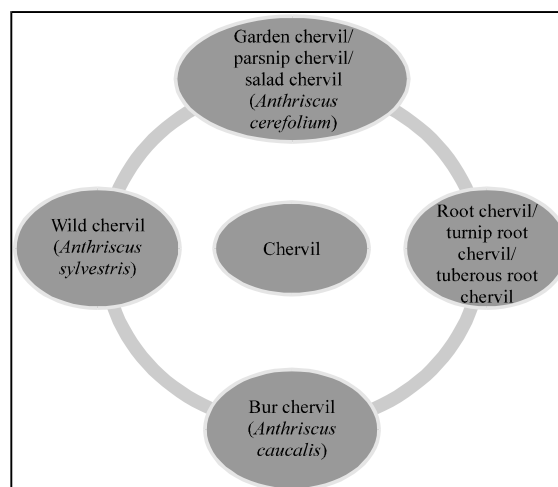 Garden chervil/
parsnip chervil/
salad chervil
(Anthriscus
cerefolium)
Wild chervil
(Anthriscus
sylvestris)
Chervil
Root chervil/
turnip root
chervil/
tuberous root
chervil
Bur chervil
(Anthriscus
caucalis)